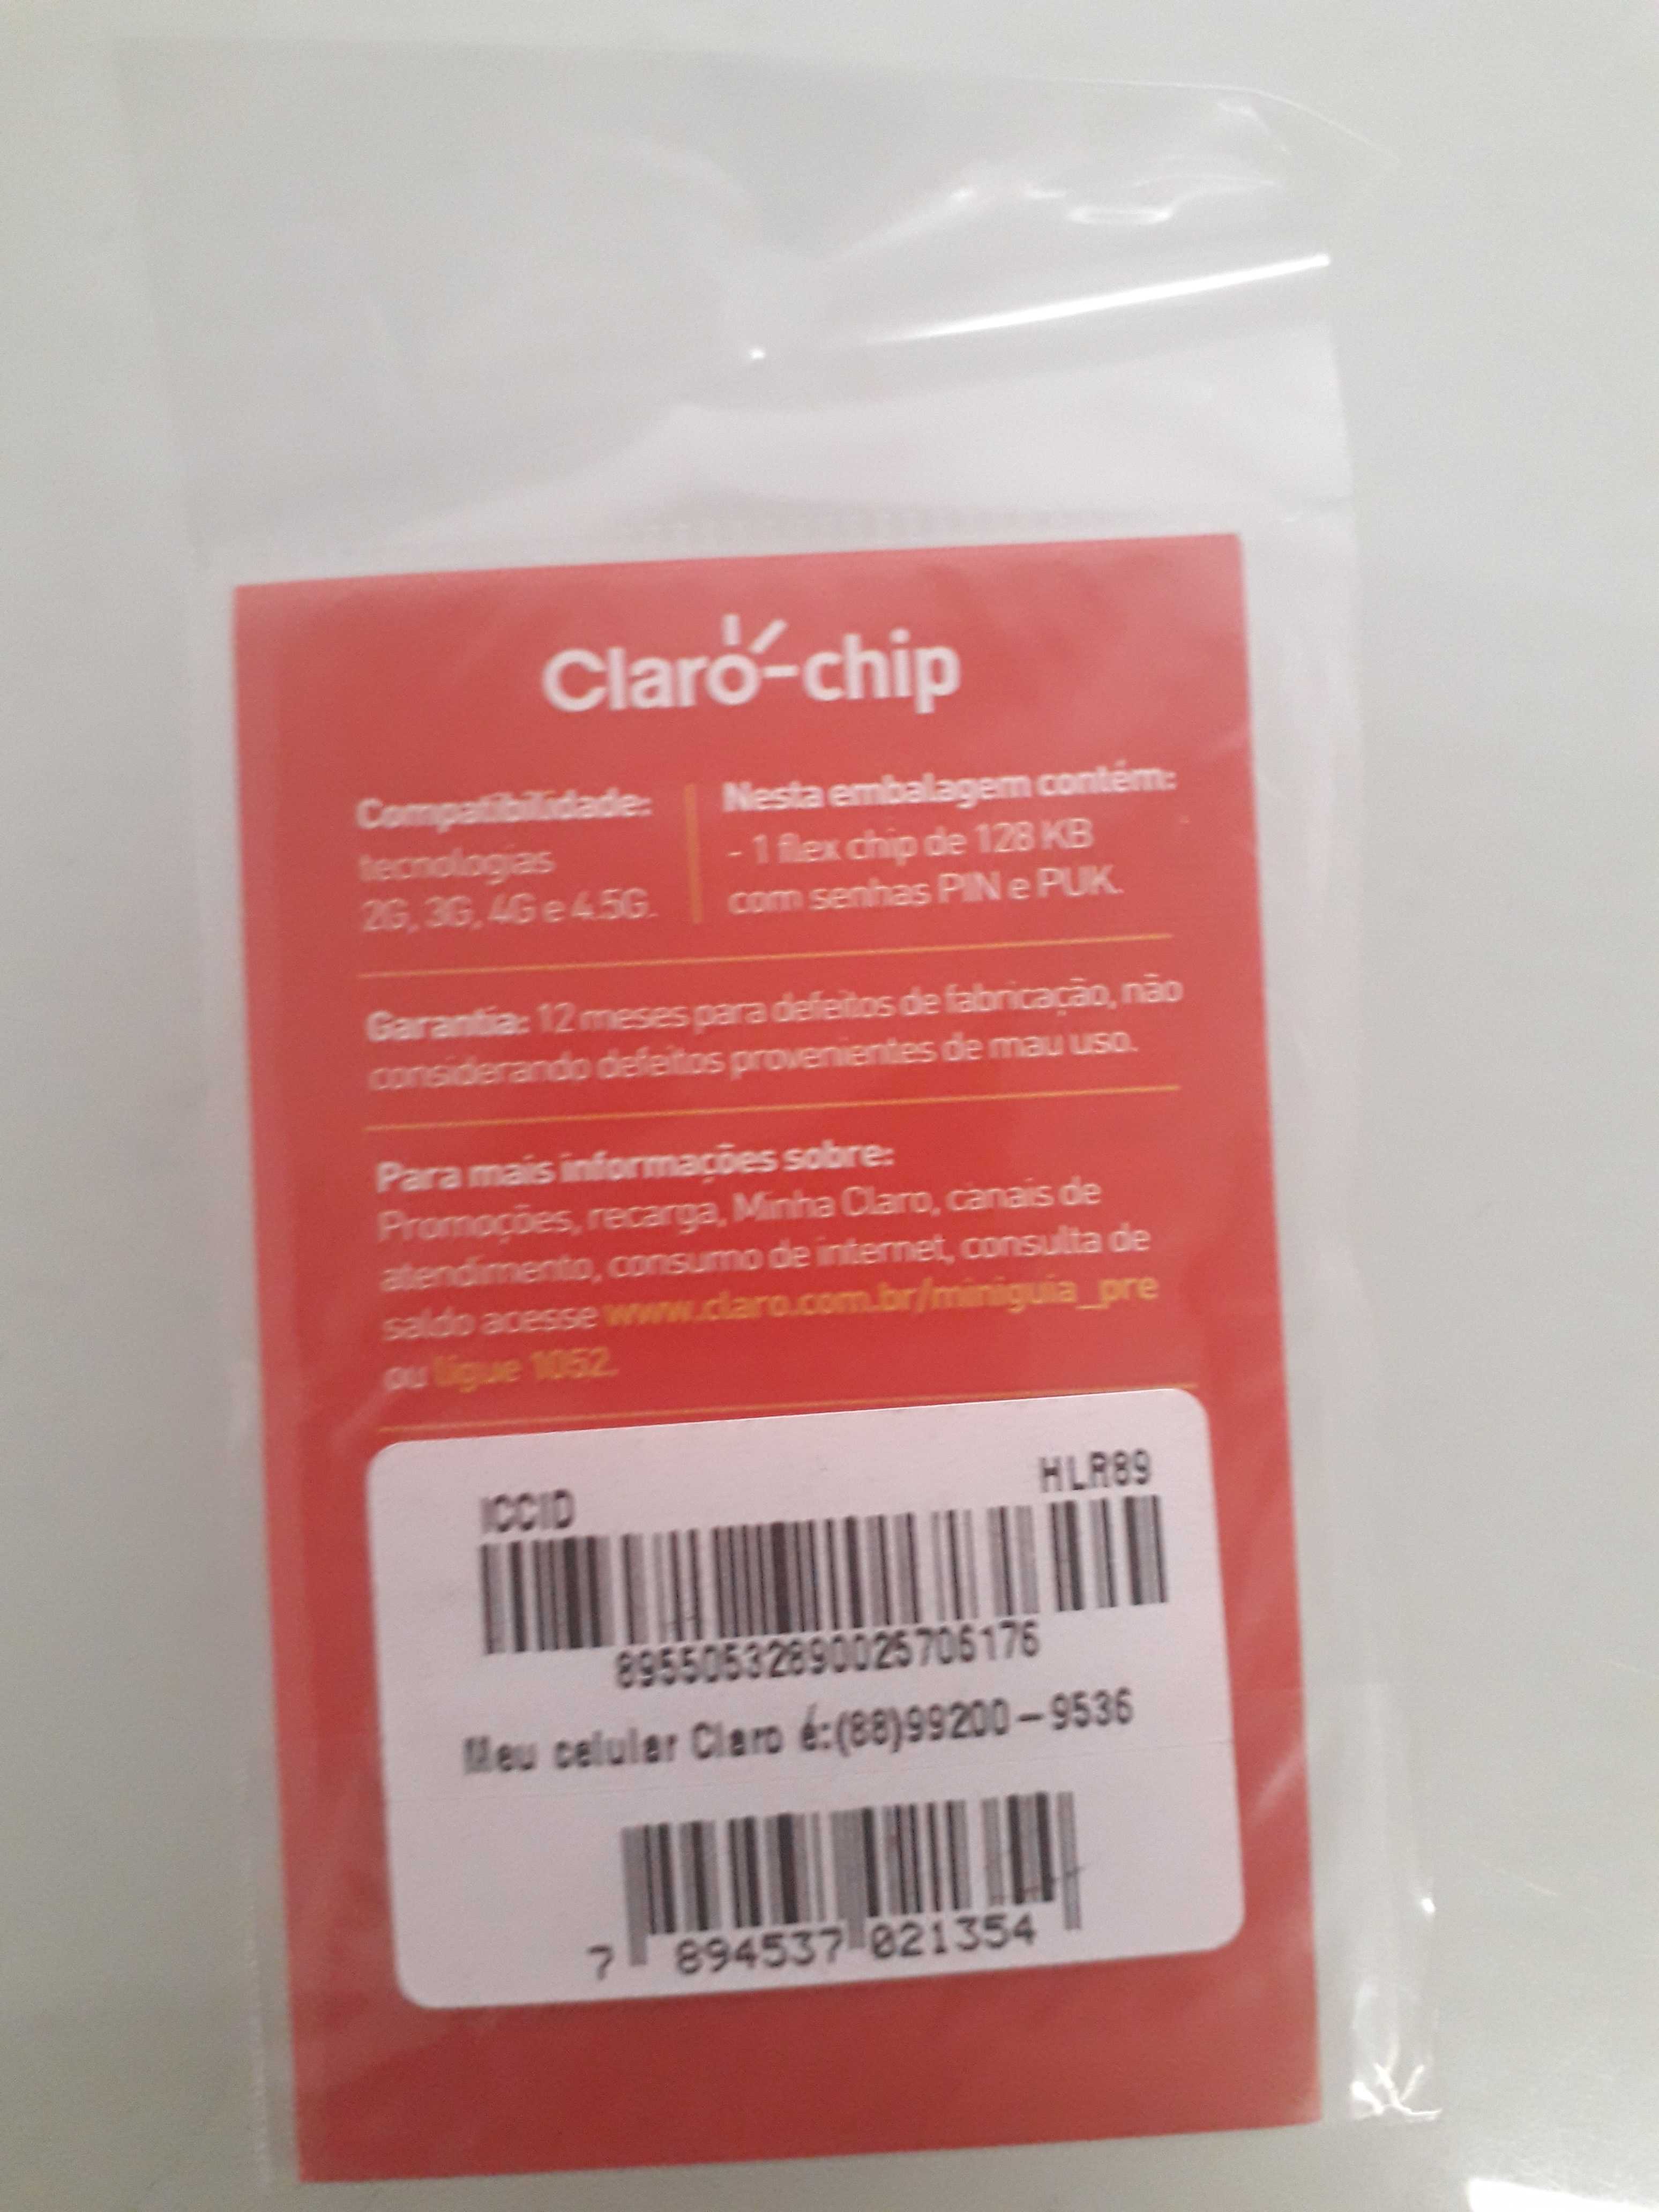 Claro-chip
Compatibilidade:
tecnologias
2G, 3G, 4G e 4.5G.
Nesta embalagem contém:
- 1 flex chip de 128 KB
com senhas PIN e PUK.
Garantia: 12 meses para defeitos de fabricação, não
considerando defeitos provenientes de mau uso.
Para mais informações sobre:
Promoções, recarga, Minha Claro, canais de
atendimento, consumo de internet, consulta de
saldo acesse www.claro.com.br/miniguia_pre
ou ligue 1052.
ICCID
HLR89
89550532890025706176
Meu celular Claro é:(88)99200-9536
7 894537 021354